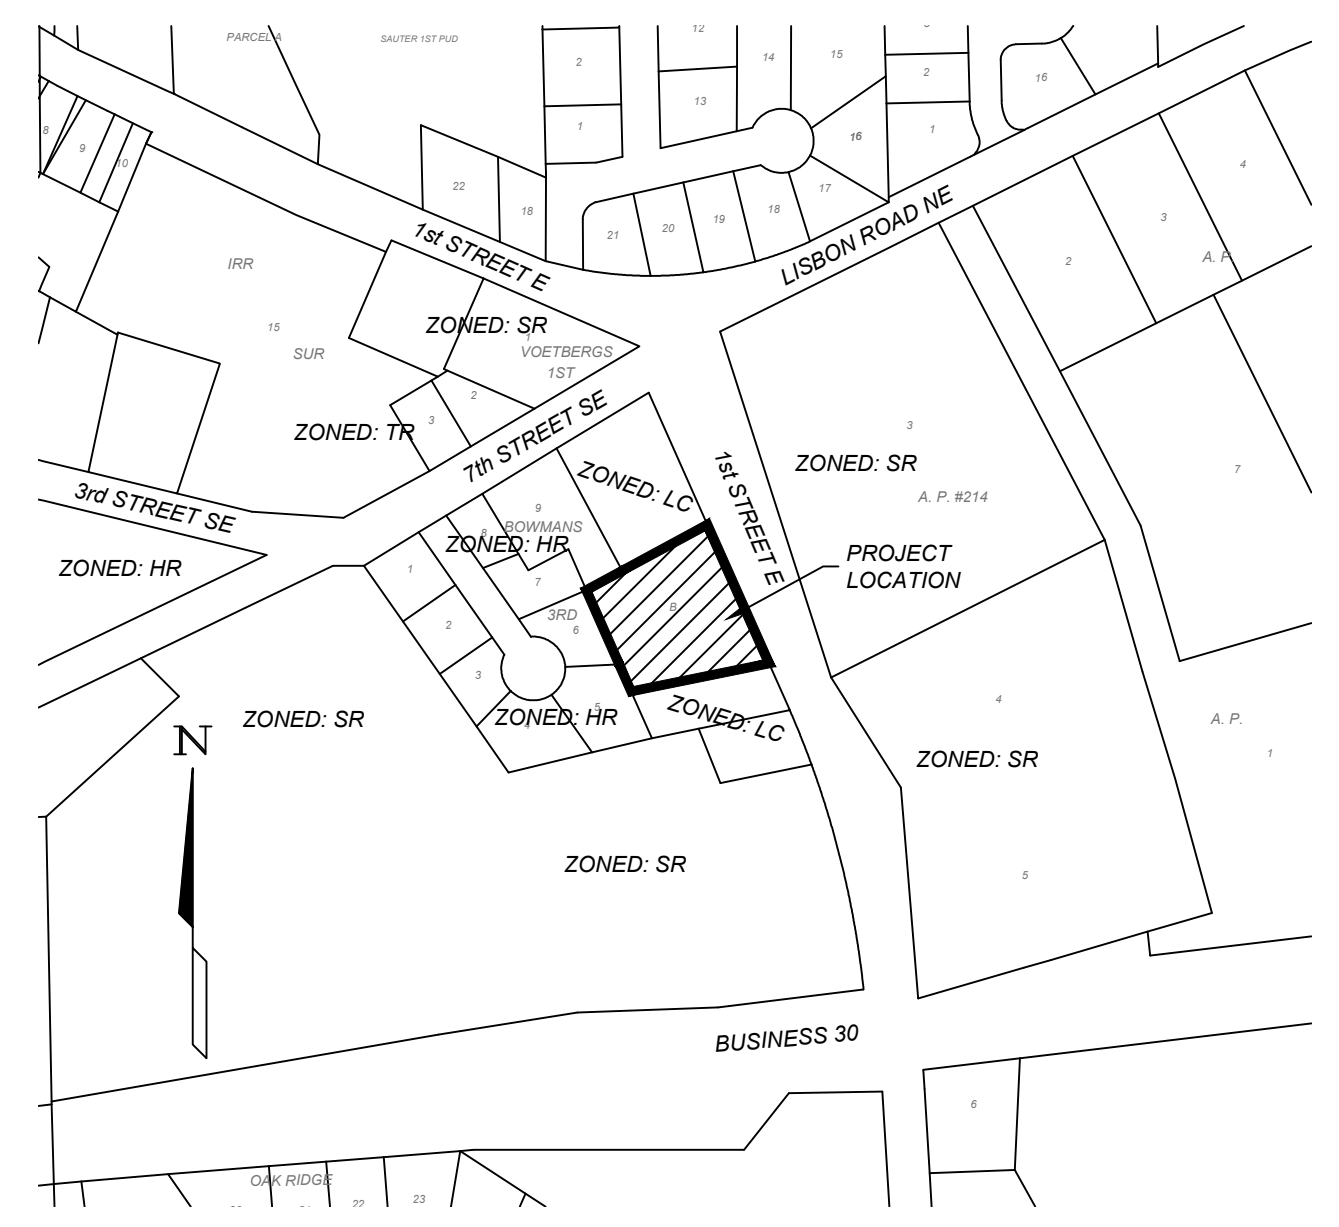 PARCEL A
SAUTER 1ST PUD
12
14
15
2
2
16
13
1
16
1
8
9
10
22
18
17
4
21
20
19
18
3
1st STREET E
LISBON ROAD NE
2
A. P.
IRR
15
SUR
ZONED: SR
1
VOETBERGS
1ST
2
3
ZONED: TR
7th STREET SE
3
ZONED: SR
A. P. #214
7
3rd STREET SE
ZONED: LC
1st STREET E
9
BOWMANS
8
ZONED: HR
PROJECT
LOCATION
ZONED: HR
1
7
B
3RD
6
2
3
5
4
ZONED: HR
ZONED: LC
ZONED: SR
4
A. P.
1
ZONED: SR
N
ZONED: SR
5
BUSINESS 30
6
OAK RIDGE
22
23